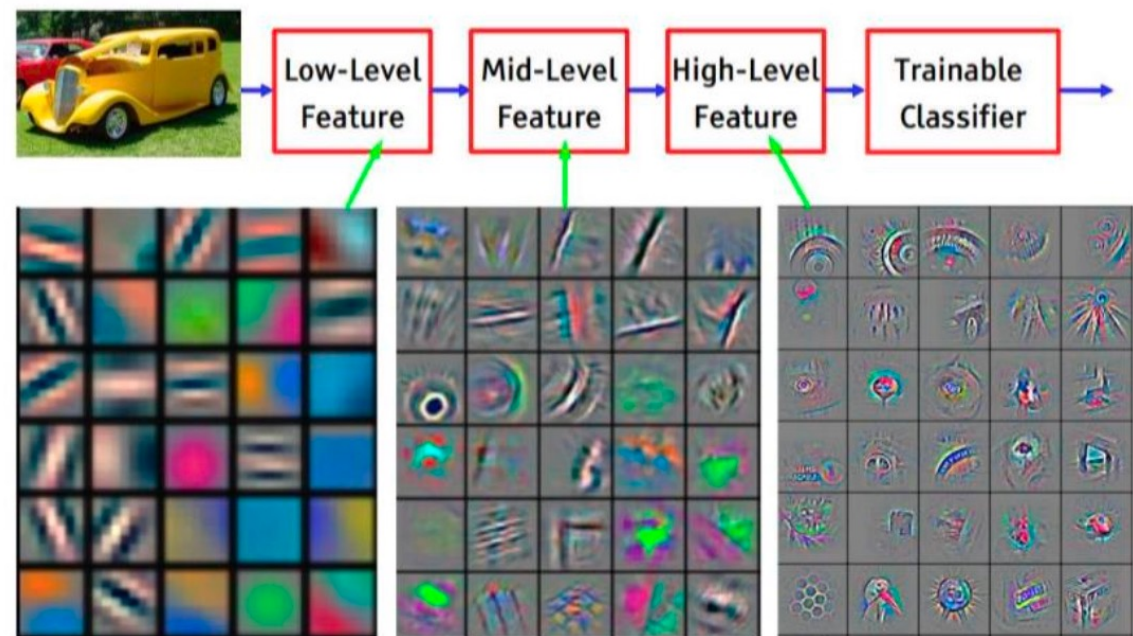 Low-Level
Feature
Mid-Level
Feature
High-Level
Feature
Trainable
Classifier